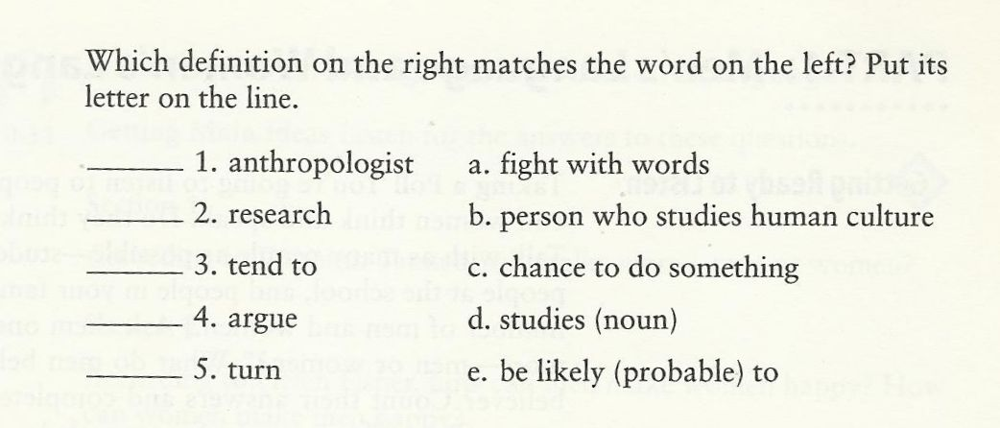 Which definition on the right matches the word on the left? Put its
letter on the line.
______ 1. anthropologist a. fight with words
______ 2. research b. person who studies human culture
______ 3. tend to c. chance to do something
______ 4. argue d. studies (noun)
______ 5. turn e. be likely (probable) to